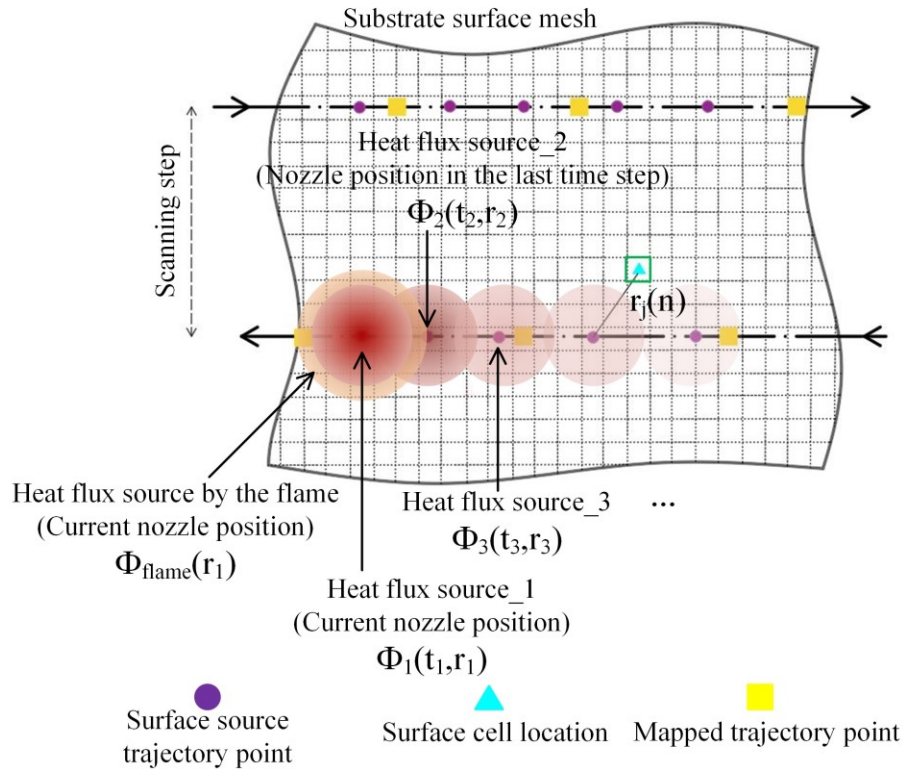 Substrate surface mesh
Scanning step
Heat flux source_2
(Nozzle position in the last time step)
Φ2(t2,r2)
rj(n)
Heat flux source by the flame
(Current nozzle position)
Φflame(r1)
Heat flux source_3
...
Φ3(t3,r3)
Heat flux source_1
(Current nozzle position)
Φ1(t1,r1)
Surface source
trajectory point
Surface cell location
Mapped trajectory point